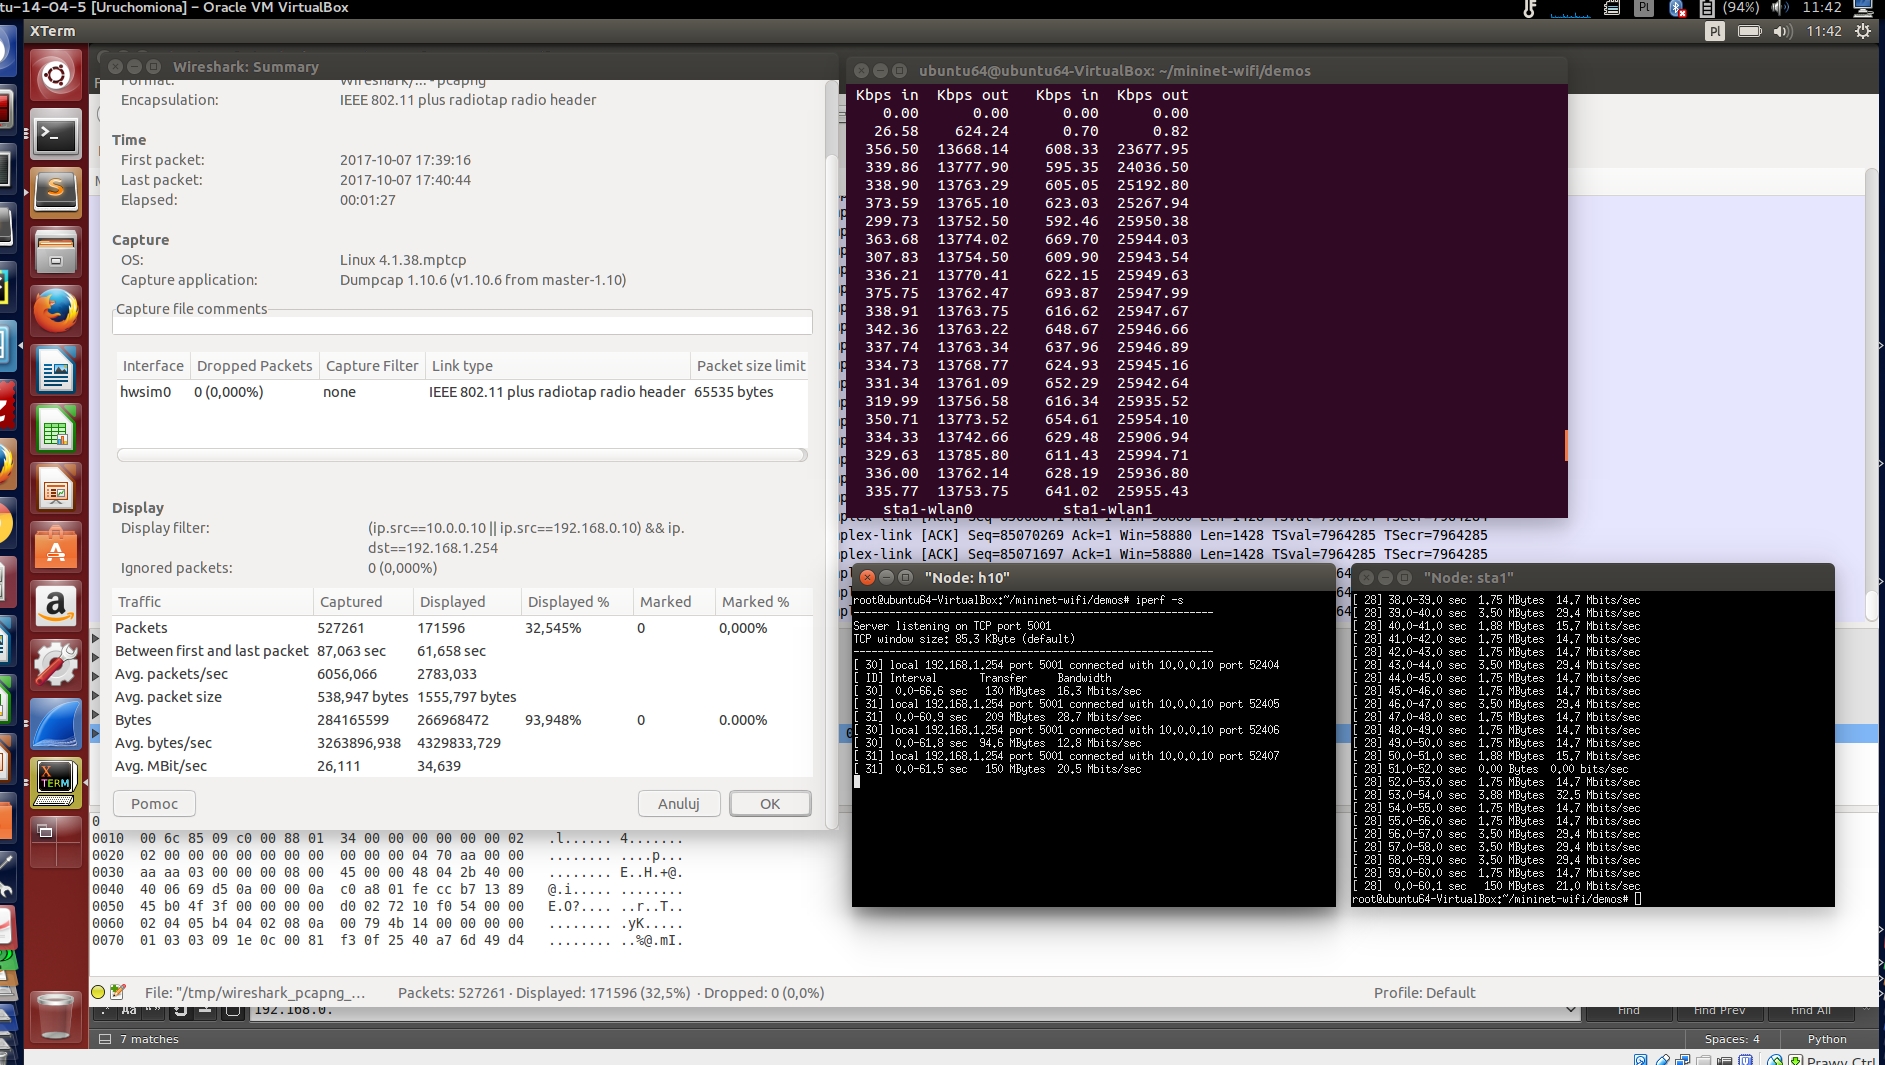 tu-14-04-5 [Uruchomiona] – Oracle VM VirtualBox
Pl
(94%)
11:42
XTerm
Pl
11:42
Wireshark: Summary
Format: Wireshark/... - pcapng
Encapsulation: IEEE 802.11 plus radiotap radio header
Time
First packet: 2017-10-07 17:39:16
Last packet: 2017-10-07 17:40:44
Elapsed: 00:01:27
Capture
OS: Linux 4.1.38.mptcp
Capture application: Dumpcap 1.10.6 (v1.10.6 from master-1.10)
Capture file comments
Interface Dropped Packets Capture Filter Link type Packet size limit
hwsim0 0 (0,000%) none IEEE 802.11 plus radiotap radio header 65535 bytes
Display
Display filter: (ip.src==10.0.0.10 || ip.src==192.168.0.10) && ip.
dst==192.168.1.254
Ignored packets: 0 (0,000%)
Traffic Captured Displayed Displayed % Marked Marked %
Packets 527261 171596 32,545% 0 0,000%
Between first and last packet 87,063 sec 61,658 sec
Avg. packets/sec 6056,066 2783,033
Avg. packet size 538,947 bytes 1555,797 bytes
Bytes 284165599 266968472 93,948% 0 0.000%
Avg. bytes/sec 3263896,938 4329833,729
Avg. MBit/sec 26,111 34,639
Pomoc Anuluj OK
ubuntu64@ubuntu64-VirtualBox: ~/mininet-wifi/demos
Kbps in Kbps out Kbps in Kbps out
0.00 0.00 0.00 0.00
26.58 624.24 0.70 0.82
356.50 13668.14 608.33 23677.95
339.86 13777.90 595.35 24036.50
338.90 13763.29 605.05 25192.80
373.59 13765.10 623.03 25267.94
299.73 13752.50 592.46 25950.38
363.68 13774.02 669.70 25944.03
307.83 13754.50 609.90 25943.54
336.21 13770.41 622.15 25949.63
375.75 13762.47 693.87 25947.99
338.91 13763.75 616.62 25947.67
342.36 13763.22 648.67 25946.66
337.74 13763.34 637.96 25946.89
334.73 13768.77 624.93 25945.16
331.34 13761.09 652.29 25942.64
319.99 13756.58 616.34 25935.52
350.71 13773.52 654.61 25954.10
334.33 13742.66 629.48 25906.94
329.63 13785.80 611.43 25994.71
336.00 13762.14 628.19 25936.80
335.77 13753.75 641.02 25955.43
sta1-wlan0 sta1-wlan1
plex-link [ACK] Seq=85068841 Ack=1 Win=58880 Len=1428 TSval=7964285 TSecr=7964285
plex-link [ACK] Seq=85070269 Ack=1 Win=58880 Len=1428 TSval=7964285 TSecr=7964285
plex-link [ACK] Seq=85071697 Ack=1 Win=58880 Len=1428 TSval=7964285 TSecr=7964285
"Node: h10"
root@ubuntu64-VirtualBox:~/mininet-wifi/demos# iperf -s
------------------------------------------------------------
Server listening on TCP port 5001
TCP window size: 85.3 KByte (default)
------------------------------------------------------------
[ 30] local 192.168.1.254 port 5001 connected with 10.0.0.10 port 52404
[ ID] Interval Transfer Bandwidth
[ 30] 0.0-66.6 sec 130 MBytes 16.3 Mbits/sec
[ 31] local 192.168.1.254 port 5001 connected with 10.0.0.10 port 52405
[ 31] 0.0-60.9 sec 209 MBytes 28.7 Mbits/sec
[ 30] local 192.168.1.254 port 5001 connected with 10.0.0.10 port 52406
[ 30] 0.0-61.8 sec 94.6 MBytes 12.8 Mbits/sec
[ 31] local 192.168.1.254 port 5001 connected with 10.0.0.10 port 52407
[ 31] 0.0-61.5 sec 150 MBytes 20.5 Mbits/sec
"Node: sta1"
[ 28] 38.0-39.0 sec 1.75 MBytes 14.7 Mbits/sec
[ 28] 39.0-40.0 sec 3.50 MBytes 29.4 Mbits/sec
[ 28] 40.0-41.0 sec 1.88 MBytes 15.7 Mbits/sec
[ 28] 41.0-42.0 sec 1.75 MBytes 14.7 Mbits/sec
[ 28] 42.0-43.0 sec 1.75 MBytes 14.7 Mbits/sec
[ 28] 43.0-44.0 sec 3.50 MBytes 29.4 Mbits/sec
[ 28] 44.0-45.0 sec 1.75 MBytes 14.7 Mbits/sec
[ 28] 45.0-46.0 sec 1.75 MBytes 14.7 Mbits/sec
[ 28] 46.0-47.0 sec 3.50 MBytes 29.4 Mbits/sec
[ 28] 47.0-48.0 sec 1.75 MBytes 14.7 Mbits/sec
[ 28] 48.0-49.0 sec 1.75 MBytes 14.7 Mbits/sec
[ 28] 49.0-50.0 sec 1.75 MBytes 14.7 Mbits/sec
[ 28] 50.0-51.0 sec 1.88 MBytes 15.7 Mbits/sec
[ 28] 51.0-52.0 sec 0.00 Bytes 0.00 bits/sec
[ 28] 52.0-53.0 sec 1.75 MBytes 14.7 Mbits/sec
[ 28] 53.0-54.0 sec 3.88 MBytes 32.5 Mbits/sec
[ 28] 54.0-55.0 sec 1.75 MBytes 14.7 Mbits/sec
[ 28] 55.0-56.0 sec 1.75 MBytes 14.7 Mbits/sec
[ 28] 56.0-57.0 sec 3.50 MBytes 29.4 Mbits/sec
[ 28] 57.0-58.0 sec 3.50 MBytes 29.4 Mbits/sec
[ 28] 58.0-59.0 sec 3.50 MBytes 29.4 Mbits/sec
[ 28] 59.0-60.0 sec 1.75 MBytes 14.7 Mbits/sec
[ 28] 0.0-60.1 sec 150 MBytes 21.0 Mbits/sec
root@ubuntu64-VirtualBox:~/mininet-wifi/demos#
0010 00 6c 85 09 c0 00 88 01 34 00 00 00 00 00 00 02 .l...... 4.......
0020 02 00 00 00 00 00 00 00 00 00 00 04 70 aa 00 00 ........ ....p...
0030 aa aa 03 00 00 00 08 00 45 00 00 48 04 2b 40 00 ........ E..H.+@.
0040 40 06 69 d5 0a 00 00 0a c0 a8 01 fe cc b7 13 89 @.i..... ........
0050 45 b0 4f 3f 00 00 00 00 d0 02 72 10 f0 54 00 00 E.O?.... ..r..T..
0060 02 04 05 b4 04 02 08 0a 00 79 4b 14 00 00 00 00 ........ .yK.....
0070 01 03 03 09 1e 0c 00 81 f3 0f 25 40 a7 6d 49 d4 ........ ..%@.mI.
File: "/tmp/wireshark_pcapng_... Packets: 527261 · Displayed: 171596 (32,5%) · Dropped: 0 (0,0%) Profile: Default
.* Aa "" 192.168.0. Find Find Prev Find All
7 matches Spaces: 4 Python
Prawy Ctrl